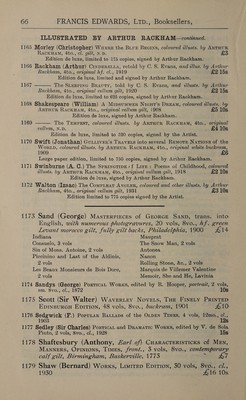 66 FRANCIS EDWARDS, LTD., Booksellers,
ILLUSTRATED BY ARTHUR RACKHAM—continued.
1165 Morley (Christopher) WHERE THE BLUE BEGINS, coloured illusts. by ARTHUR
RACKHAM, 4to., cl. gilt, N.D. £3
Edition de luxe, limited to 175 copies, signed by Arthur Rackham.
1166 Rackham (Arthur) CINDERELLA, retold by C. S. Evans, and illus. by Arthur
Rackham, 4to., original hf. cl., 1919 £2 15s
Edition de luxe, limited and signed by Arthur Rackham.
1167 —— THE SLEEPING BEAUTY, told by C. S. Evans, and illusts. by Arthur
Rackham, 4to., original vellum gilt, 1920 £2 15s
Edition de luxe, limited to 625 copies, signed by Arthur Rackham.
1168 Shakespeare (William) A MIDSUMMER NIGHT'S DREAM, coloured illusts. by
ARTHUR RACKHAM, 4to., original vellum gilt, 1908 £5 10s
Edition de luxe, signed by Arthur Rackham.
1169 —— THE TEMPEST, coloured illusts. by ARTHUR RACKHAM, 4to., original
vellum, N.D. £4 10s
Edition de luxe, limited to 520 copies, signed by the Artist.
1170 Swift (Jonathan) GULLIVER'S TRAVELS INTO SEVERAL REMOTE NATIONS OF THE
WORLD, coloured illusts. by ARTHUR RACKHAM, 4to., original white buckram,
1909 £6
Large paper edition, limited to 750 copies, signed by Arthur Rackham.
1171 Swinburne (A. C.) THE SPRINGTIDE OF LIFE: POEMS OF CHILDHOOD, coloured
illusts. by ARTHUR RACKHAM, 4to., original vellum gilt, 1918 £2 10s
Edition de luxe, signed by Arthur Rackham.
1172 Walton (Izaac) THE COMPLEAT ANGLER, coloured and other illusts. by Arthur
Rackham, 4to., original vellum gilt, 1931 £3 10s
Edition limited to 775 copies signed by the Artist.
1173 Sand (George) MASTERPIECES OF GEORGE SAND, trans. into
English, with numerous photogravures, 20 vols, 8vo., hf. green
Levant morocco gilt, fully gilt backs, Philadelphia, 1900 £14
Indiana
Consuelo, 3 vols
Sin of Mons. Antoine, 2 vols
Piccinino and Last of the Aldinis,
2 vols
Les Beaux Messieurs de Bois Dore,
2 vols
Mauprat
The Snow Man, 2 vols
Antonea
Nanon
Rolling Stone, &c., 2 vols
Marquis de Villemer Valentine
Monster, She and He, Lavinia
1174 Sandys (George) POETICAL WORKS, edited by R. Hooper, portrait, 2 vols,
sm. 8vo., cl., 1872 10s
1175 Scott (Sir Walter) WAVERLEY NOVELS, THE FINELY PRINTED
EDINBURGH EDITION, 48 vols, 8vo., buckram, 1901 £10
1176 Sedgwick (F.) POPULAR BALLADS OF THE OLDEN TIMES, 4 vols, 12mo., cl.,
1903 12s
1177 Sedley (Sir Charles) POETICAL AND DRAMATIC WORKS, edited by V. de Sola
Pinto, 2 vols, 8vo., cl., 1928 15s
1178 Shaftesbury (Anthony, Earl of) CHARACTERISTICS OF MEN,
MANNERS, OPINIONS, TIMES, front., 3 vols, 8vo., contemporary
calf gilt, Birmingham, Baskerville, 1773 £7
1179 Shaw (Bernard) WORKS, LIMITED EDITION, 30 vols, 8vo., cl.,
1930 £16 10s